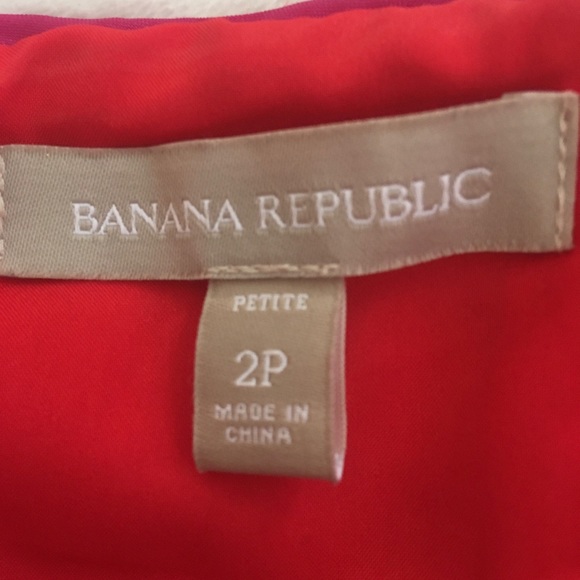 BANANA REPUBLIC
PETITE
2P
MADE IN
CHINA